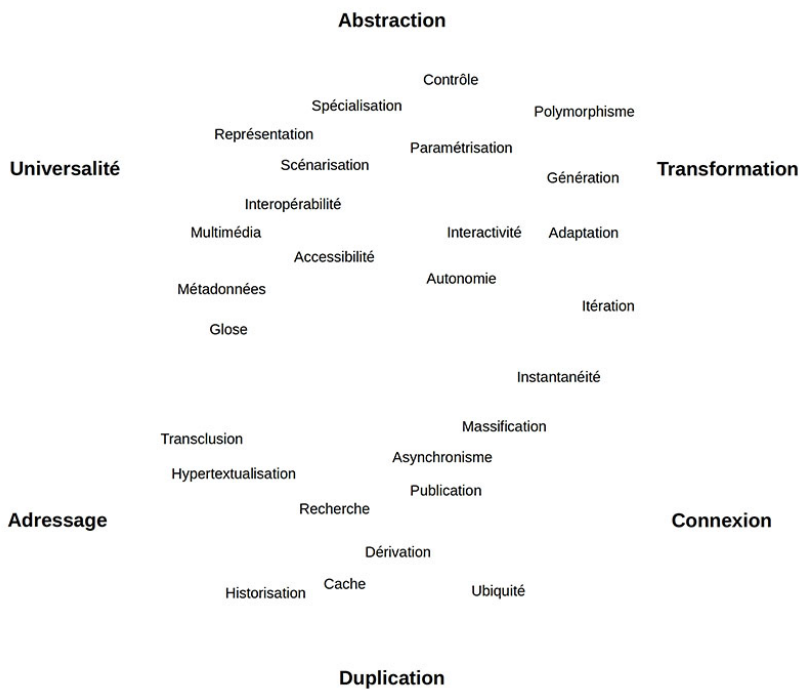 Abstraction
Contrôle
Spécialisation
Polymorphisme
Représentation
Paramétrisation
Scénarisation
Universalité
Transformation
Génération
Interopérabilité
Multimédia
Interactivité
Adaptation
Accessibilité
Autonomie
Métadonnées
Itération
Glose
Instantanéité
Massification
Transclusion
Asynchronisme
Hypertextualisation
Publication
Recherche
Adressage
Connexion
Dérivation
Cache
Historisation
Ubiquité
Duplication